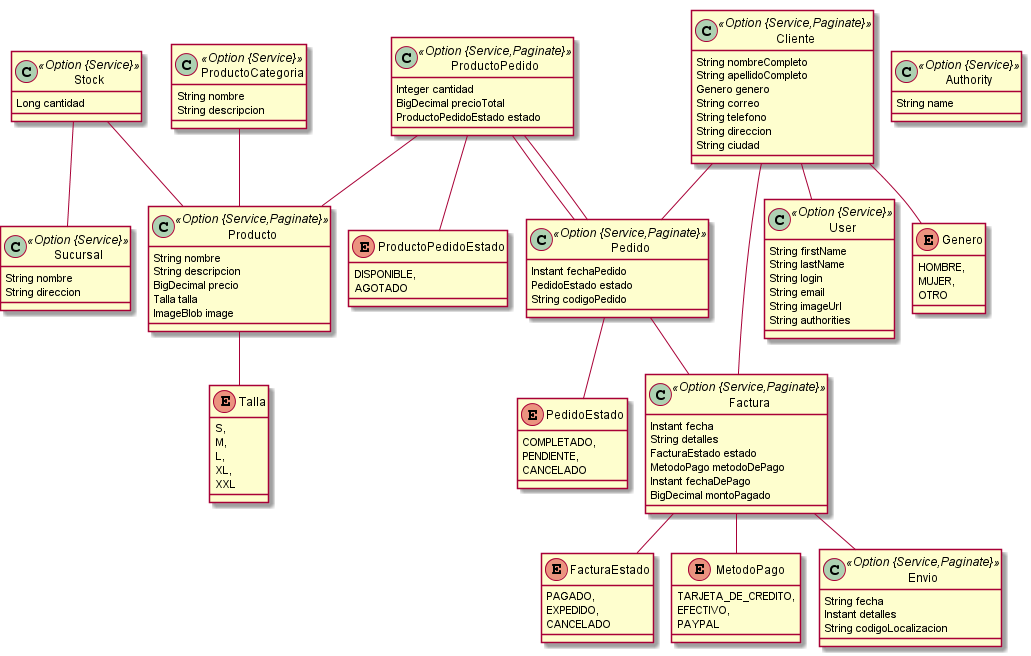 C «Option {Service}»
Stock
Long cantidad
C «Option {Service}»
ProductoCategoria
String nombre
String descripcion
C «Option {Service,Paginate}»
ProductoPedido
Integer cantidad
BigDecimal precioTotal
ProductoPedidoEstado estado
C «Option {Service,Paginate}»
Cliente
String nombreCompleto
String apellidoCompleto
Genero genero
String correo
String telefono
String direccion
String ciudad
C «Option {Service}»
Authority
String name
C «Option {Service}»
Sucursal
String nombre
String direccion
C «Option {Service,Paginate}»
Producto
String nombre
String descripcion
BigDecimal precio
Talla talla
ImageBlob image
E ProductoPedidoEstado
DISPONIBLE,
AGOTADO
C «Option {Service,Paginate}»
Pedido
Instant fechaPedido
PedidoEstado estado
String codigoPedido
C «Option {Service}»
User
String firstName
String lastName
String login
String email
String imageUrl
String authorities
E Genero
HOMBRE,
MUJER,
OTRO
E Talla
S,
M,
L,
XL,
XXL
E PedidoEstado
COMPLETADO,
PENDIENTE,
CANCELADO
C «Option {Service,Paginate}»
Factura
Instant fecha
String detalles
FacturaEstado estado
MetodoPago metodoDePago
Instant fechaDePago
BigDecimal montoPagado
E FacturaEstado
PAGADO,
EXPEDIDO,
CANCELADO
E MetodoPago
TARJETA_DE_CREDITO,
EFECTIVO,
PAYPAL
C «Option {Service,Paginate}»
Envio
String fecha
Instant detalles
String codigoLocalizacion